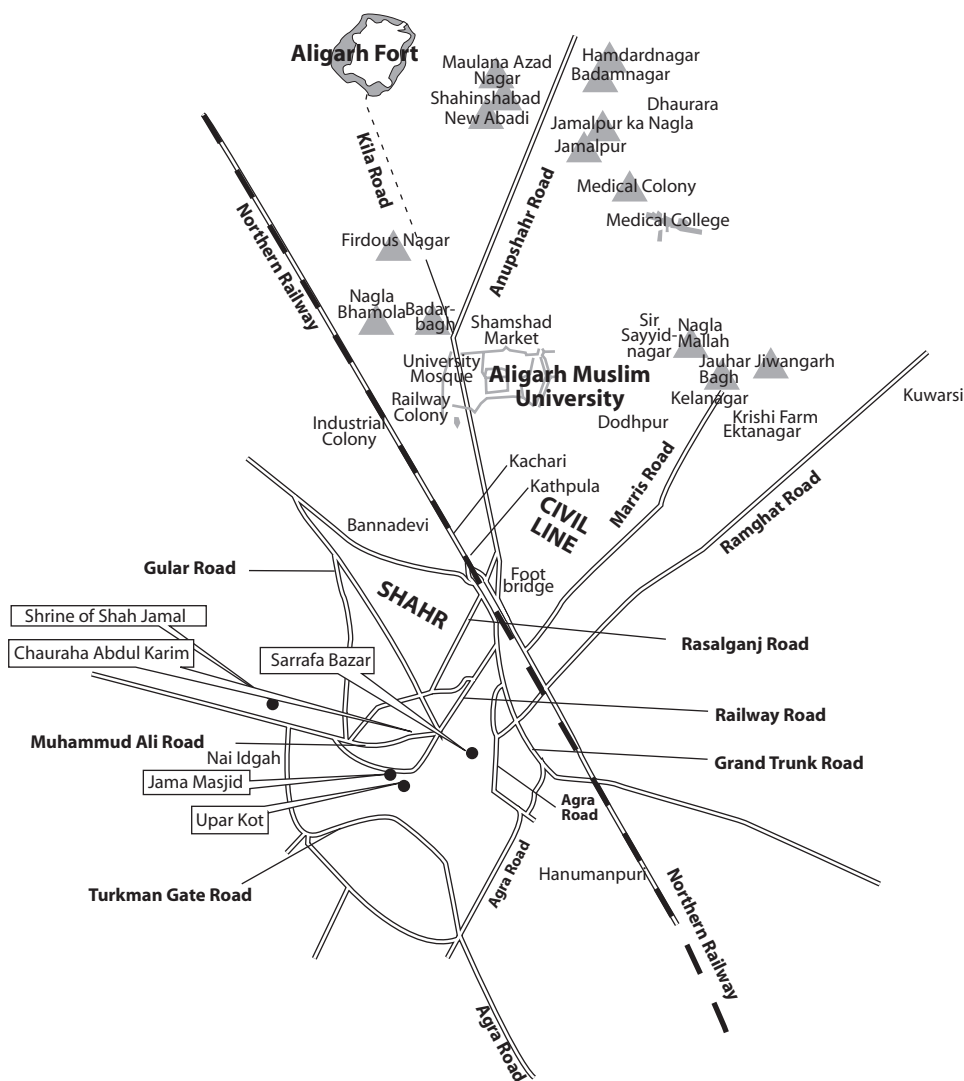 Aligarh Fort
Maulana Azad
Nagar
Shahinshabad
New Abadi
Hamdardnagar
Badamnagar
Dhaurara
Jamalpur ka Nagla
Jamalpur
Medical Colony
Medical College
Kila Road
Anupshahr Road
Northern Railway
Firdous Nagar
Nagla
Bhamola
Badar-
bagh
Shamshad
Market
Sir
Sayyid-
nagar
Nagla
Mallah
Jauhar
Bagh
Jiwangarh
University
Mosque
Aligarh Muslim
University
Railway
Colony
Kelanagar
Kuwarsi
Industrial
Colony
Dodhpur
Krishi Farm
Ektanagar
Kachari
Kathpula
Marris Road
Ramghat Road
CIVIL
LINE
Bannadevi
Gular Road
Foot
bridge
SHAHR
Shrine of Shah Jamal
Chauraha Abdul Karim
Sarrafa Bazar
Rasalganj Road
Railway Road
Muhammud Ali Road
Nai Idgah
Grand Trunk Road
Jama Masjid
Upar Kot
Agra
Road
Agra Road
Hanumanpuri
Turkman Gate Road
Northern Railway
Agra Road